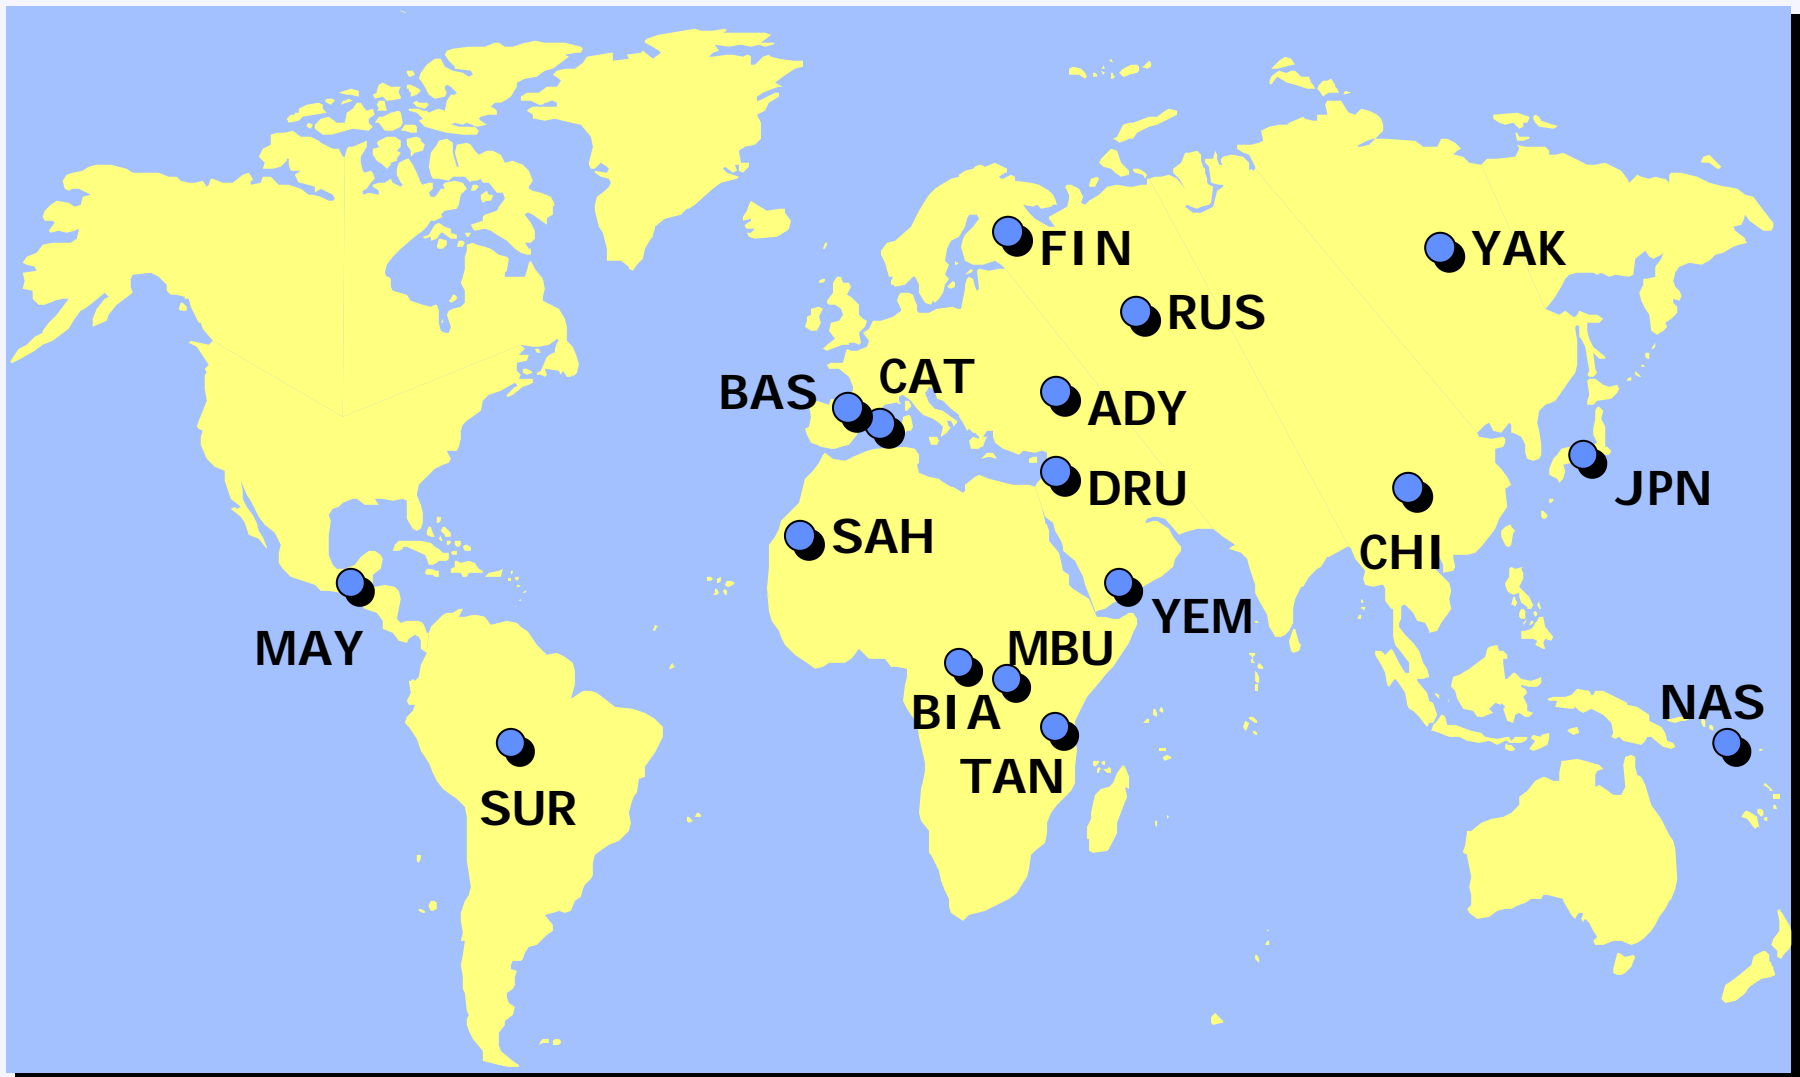 FIN
YAK
RUS
CAT
BAS
ADY
DRU
JPN
SAH
CHI
YEM
MAY
MBU
BIA
NAS
TAN
SUR